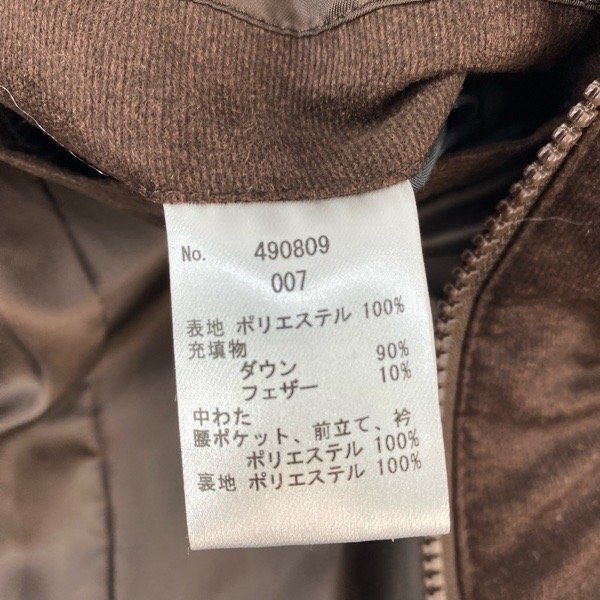 No. 490809
007
表地 ポリエステル 100%
充填物
ダウン 90%
フェザー 10%
中わた
腰ポケット、前立て、衿
ポリエステル 100%
裏地 ポリエステル 100%